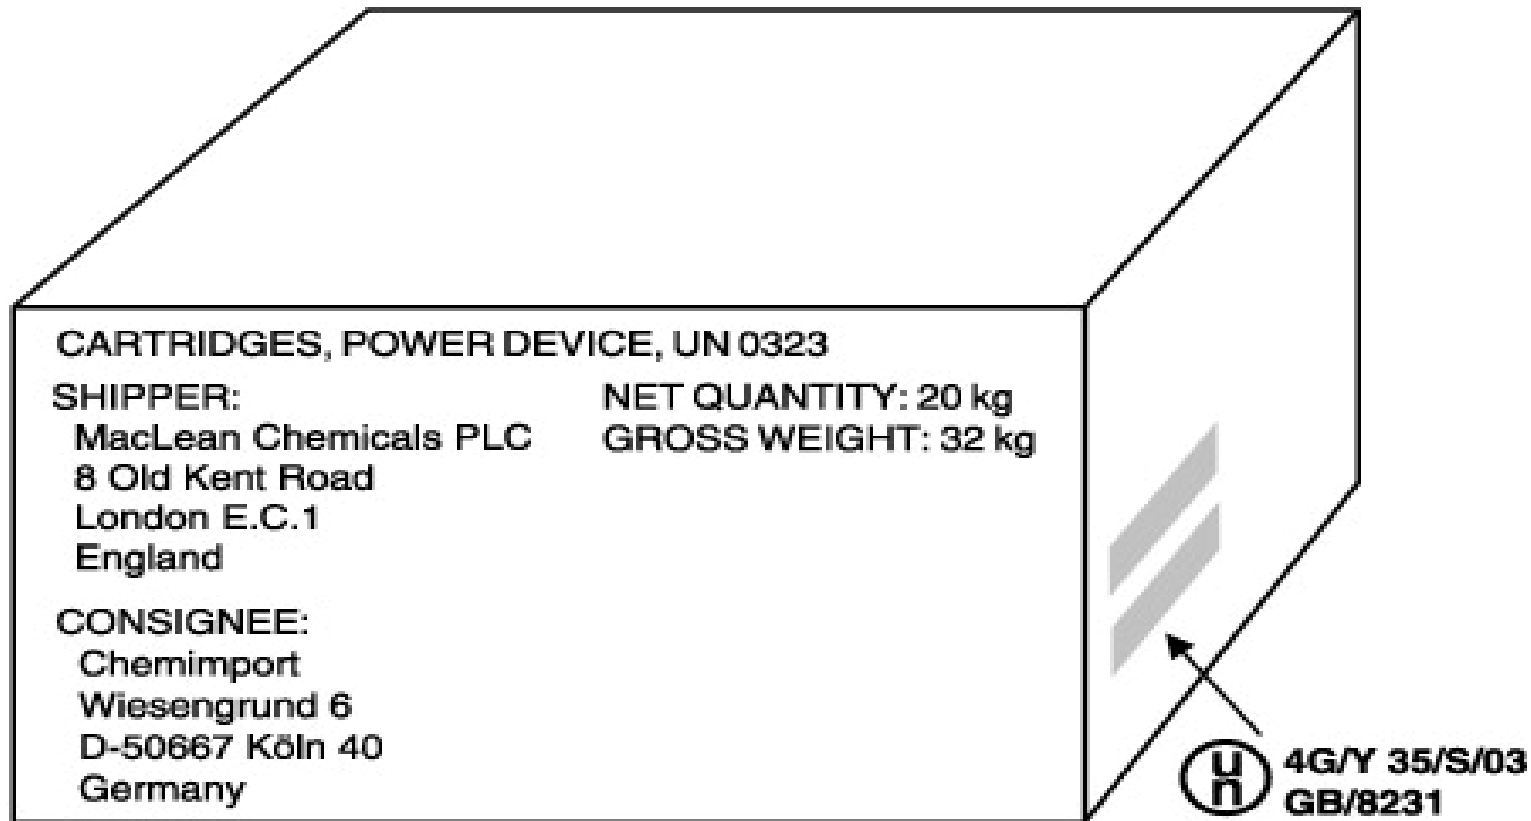 CARTRIDGES, POWER DEVICE, UN 0323
SHIPPER:
MacLean Chemicals PLC
8 Old Kent Road
London E.C.1
England
NET QUANTITY: 20 kg
GROSS WEIGHT: 32 kg
CONSIGNEE:
Chemimport
Wiesengrund 6
D-50667 Köln 40
Germany
un
4G/Y 35/S/03
GB/8231